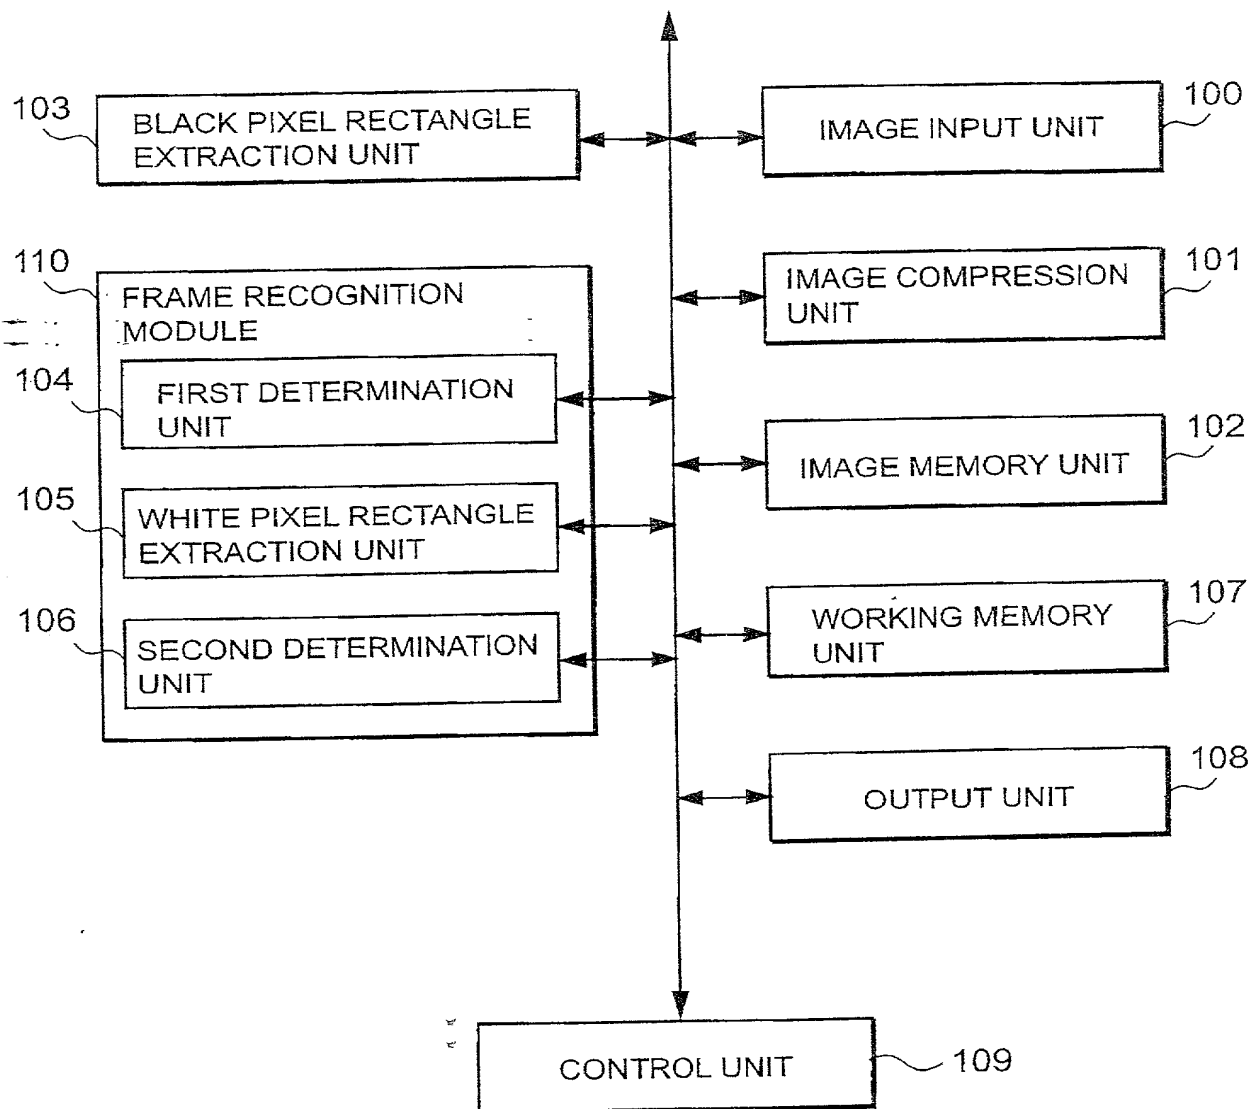 103
BLACK PIXEL RECTANGLE
EXTRACTION UNIT
100
IMAGE INPUT UNIT
110
FRAME RECOGNITION
MODULE
101
IMAGE COMPRESSION
UNIT
104
FIRST DETERMINATION
UNIT
102
IMAGE MEMORY UNIT
105
WHITE PIXEL RECTANGLE
EXTRACTION UNIT
107
WORKING MEMORY
UNIT
106
SECOND DETERMINATION
UNIT
108
OUTPUT UNIT
CONTROL UNIT
109